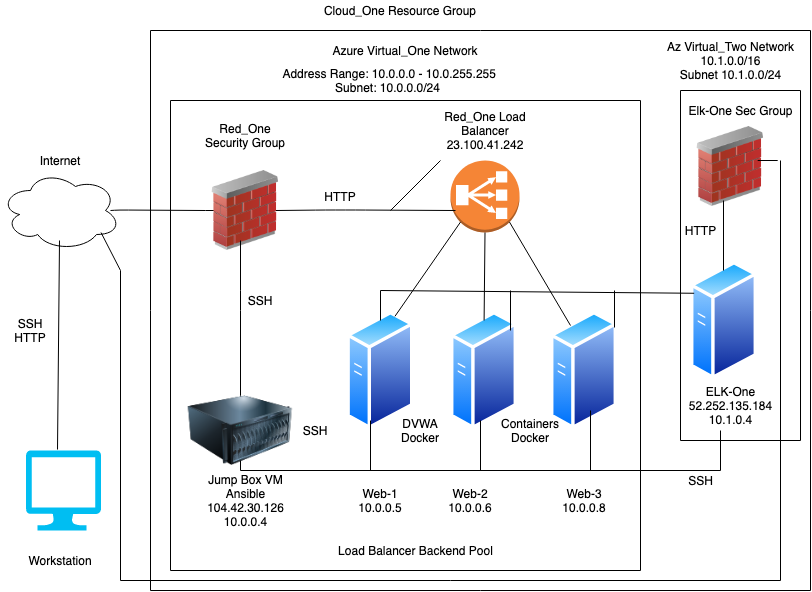 Cloud_One Resource Group
Azure Virtual_One Network
Address Range: 10.0.0.0 - 10.0.255.255
Subnet: 10.0.0.0/24
Az Virtual_Two Network
10.1.0.0/16
Subnet 10.1.0.0/24
Elk-One Sec Group
Red_One
Security Group
Red_One Load
Balancer
23.100.41.242
Internet
HTTP
HTTP
SSH
SSH
HTTP
ELK-One
52.252.135.184
10.1.0.4
DVWA
Docker
Containers
Docker
SSH
Jump Box VM
Ansible
104.42.30.126
10.0.0.4
Web-1
10.0.0.5
Web-2
10.0.0.6
Web-3
10.0.0.8
SSH
Load Balancer Backend Pool
Workstation